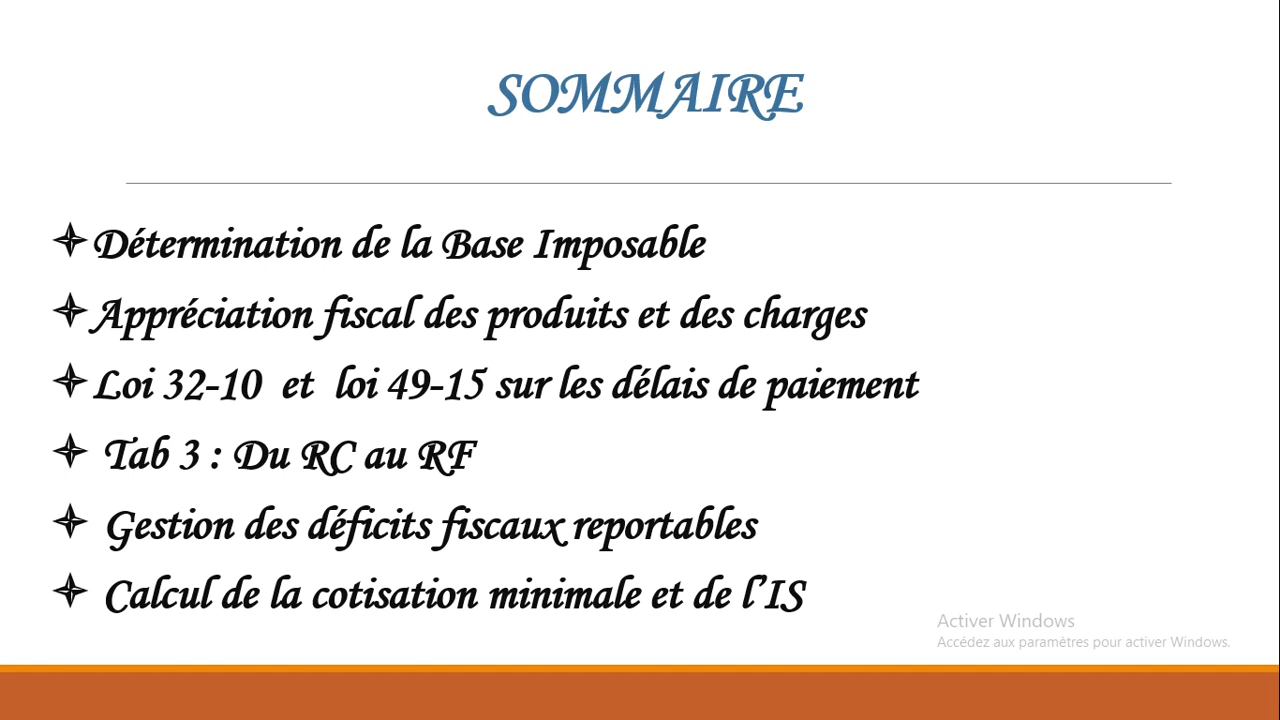 SOMMAIRE
Détermination de la Base Imposable
Appréciation fiscal des produits et des charges
Loi 32-10 et loi 49-15 sur les délais de paiement
Tab 3 : Du RC au RF
Gestion des déficits fiscaux reportables
Calcul de la cotisation minimale et de l'IS
Activer Windows
Accédez aux paramètres pour activer Windows.